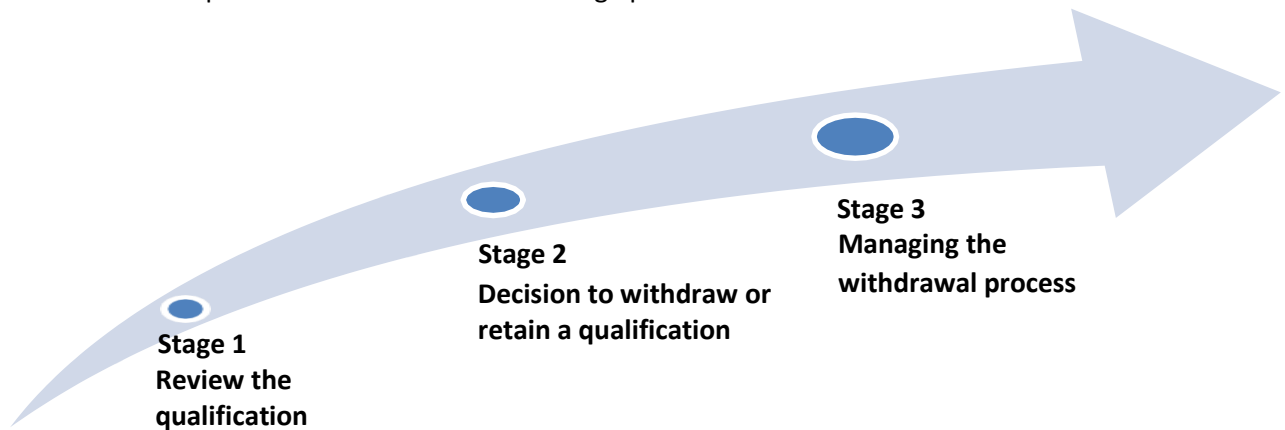 Stage 1
Review the
qualification
Stage 2
Decision to withdraw or
retain a qualification
Stage 3
Managing the
withdrawal process